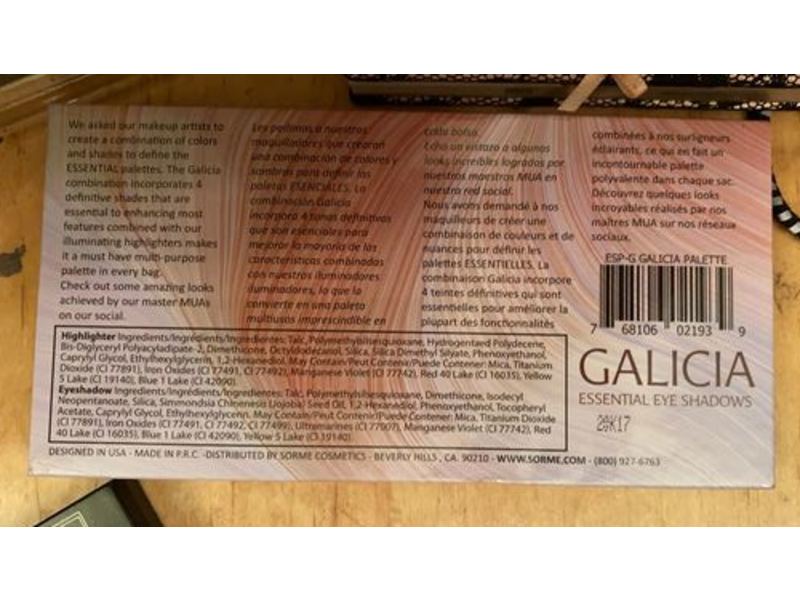 We asked our makeup artists to
create a combination of colors
and shades to define the
ESSENTIAL palettes. The Galicia
combination incorporates 4
definitive shades that are
essential to enhancing most
features combined with our
illuminating highlighters makes
it a must have multi-purpose
palette in every bag.
Check out some amazing looks
achieved by our master MUAs
on our social.
Les pedimos a nuestros
maquilladores que crearan
una combinación de colores y
sombras para definir las
paletas ESENCIALES. La
combinación Galicia
incorpora 4 tonos definitivos
que son esenciales para
mejorar la mayoría de las
características combinadas
con nuestros iluminadores
iluminadores, lo que la
convierte en una paleta
multiusos imprescindible en
cada bolso.
Echa un vistazo a algunos
looks increíbles logrados por
nuestros maestros MUA en
nuestra red social.
Nous avons demandé à nos
maquilleurs de créer une
combinaison de couleurs et de
nuances pour définir les
palettes ESSENTIELLES. La
combinaison Galicia incorpore
4 teintes définitives qui sont
essentielles pour améliorer la
plupart des fonctionnalités
combinées à nos surligneurs
éclairants, ce qui en fait un
incontournable palette
polyvalente dans chaque sac.
Découvrez quelques looks
incroyables réalisés par nos
maîtres MUA sur nos réseaux
sociaux.
ESP-G GALICIA PALETTE
7 68106 02193 9
GALICIA
ESSENTIAL EYE SHADOWS
20K17
Highlighter Ingredients/Ingrédients/Ingredientes: Talc, Polymethylsilsesquioxane, Hydrogentaed Polydecene,
Bis-Diglyceryl Polyacyladipate-2, Dimethicone, Octyldodecanol, Silica, Silica Dimethyl Silyate, Phenoxyethanol,
Caprylyl Glycol, Ethylhexylglycerin, 1,2-Hexanediol. May Contain/Peut Contenir/Puede Contener: Mica, Titanium
Dioxide (CI 77891), Iron Oxides (CI 77491, CI 77492), Manganese Violet (CI 77742), Red 40 Lake (CI 16035), Yellow
5 Lake (CI 19140), Blue 1 Lake (CI 42090).
Eyeshadow Ingredients/Ingrédients/Ingredientes: Talc, Polymethylsilsesquioxane, Dimethicone, Isodecyl
Neopentanoate, Silica, Simmondsia Chinenesis (Jojoba) Seed Oil, 1,2-Hexanediol, Phenoxyethanol, Tocopheryl
Acetate, Caprylyl Glycol, Ethylhexylglycerin. May Contain/Peut Contenir/Puede Contener: Mica, Titanium Dioxide
(CI 77891), Iron Oxides (CI 77491, CI 77492, CI 77499), Ultramarines (CI 77007), Manganese Violet (CI 77742), Red
40 Lake (CI 16035), Blue 1 Lake (CI 42090), Yellow 5 Lake (CI 19140).
DESIGNED IN USA - MADE IN P.R.C. -DISTRIBUTED BY SORME COSMETICS - BEVERLY HILLS , CA. 90210 - WWW.SORME.COM - (800) 927-6763